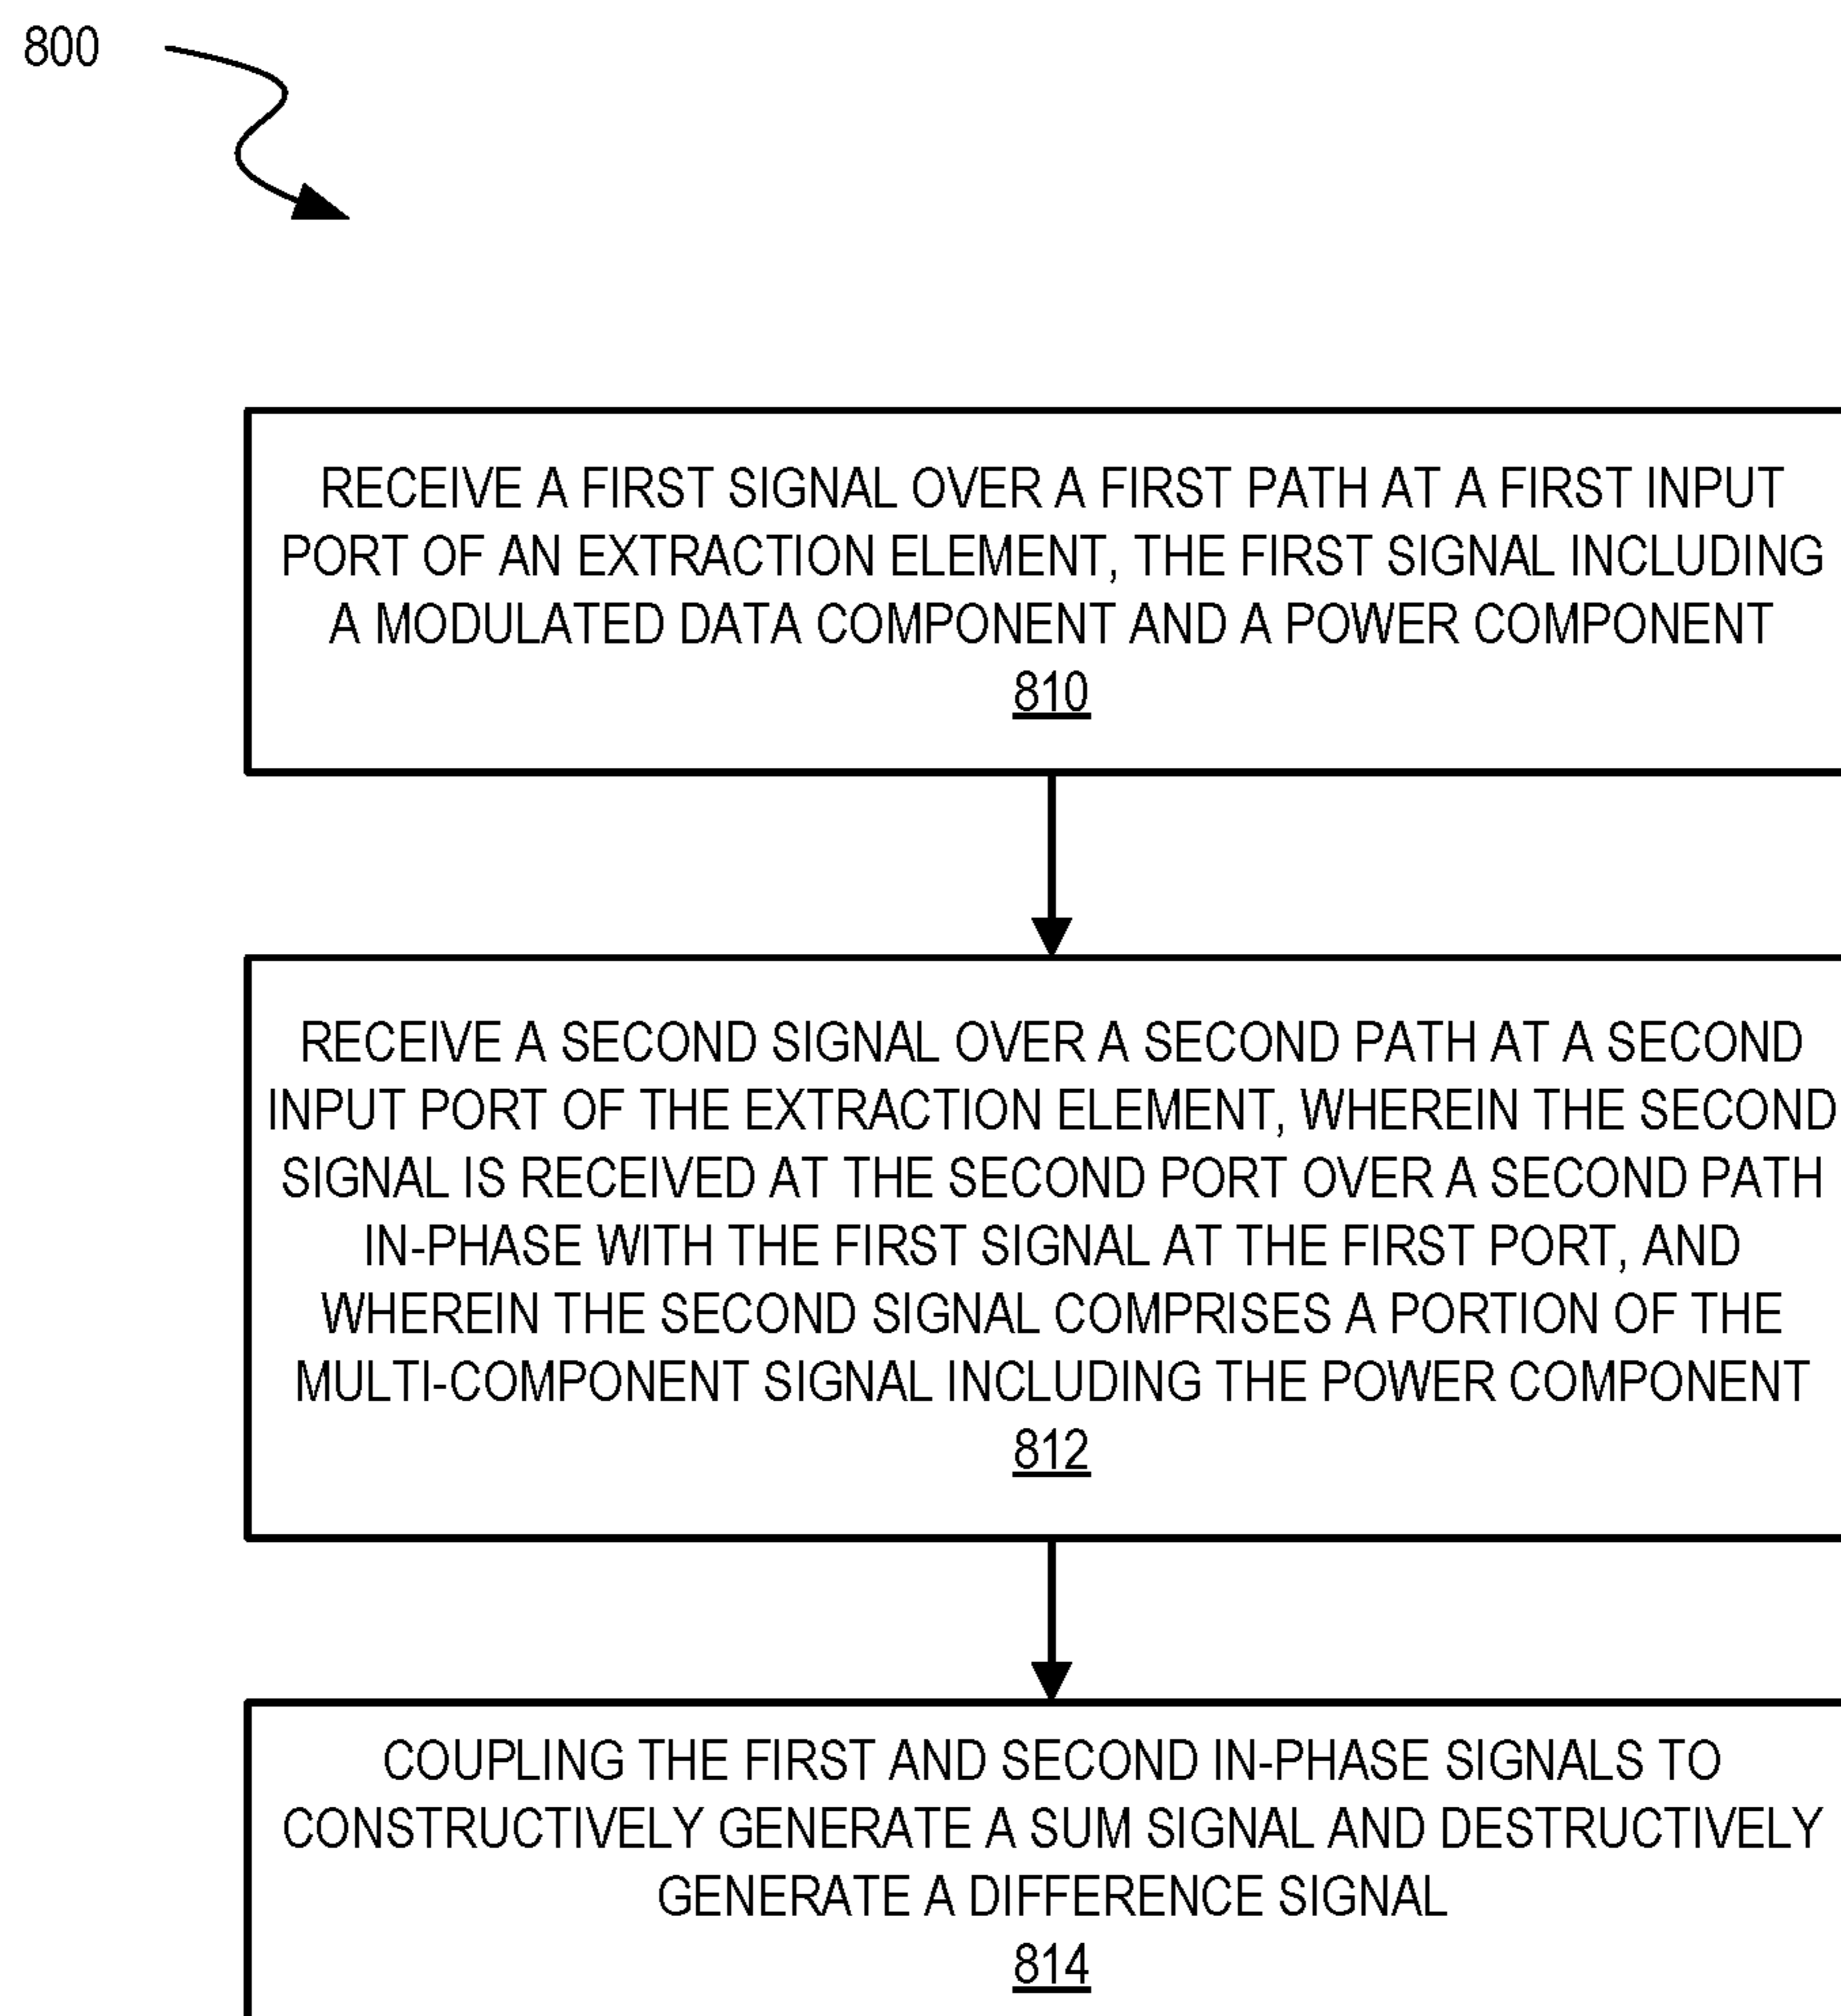 800
RECEIVE A FIRST SIGNAL OVER A FIRST PATH AT A FIRST INPUT
PORT OF AN EXTRACTION ELEMENT, THE FIRST SIGNAL INCLUDING
A MODULATED DATA COMPONENT AND A POWER COMPONENT
810
RECEIVE A SECOND SIGNAL OVER A SECOND PATH AT A SECOND
INPUT PORT OF THE EXTRACTION ELEMENT, WHEREIN THE SECOND
SIGNAL IS RECEIVED AT THE SECOND PORT OVER A SECOND PATH
IN-PHASE WITH THE FIRST SIGNAL AT THE FIRST PORT, AND
WHEREIN THE SECOND SIGNAL COMPRISES A PORTION OF THE
MULTI-COMPONENT SIGNAL INCLUDING THE POWER COMPONENT
812
COUPLING THE FIRST AND SECOND IN-PHASE SIGNALS TO
CONSTRUCTIVELY GENERATE A SUM SIGNAL AND DESTRUCTIVELY
GENERATE A DIFFERENCE SIGNAL
814